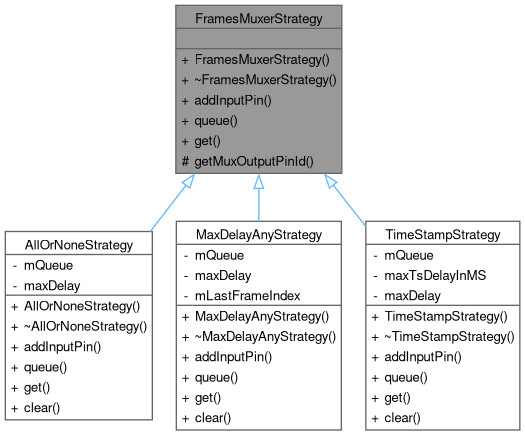 FramesMuxerStrategy
+ FramesMuxerStrategy()
+ ~FramesMuxerStrategy()
+ addInputPin()
+ queue()
+ get()
# getMuxOutputPinId()
AllOrNoneStrategy
- mQueue
- maxDelay
+ AllOrNoneStrategy()
+ ~AllOrNoneStrategy()
+ addInputPin()
+ queue()
+ get()
+ clear()
MaxDelayAnyStrategy
- mQueue
- maxDelay
- mLastFrameIndex
+ MaxDelayAnyStrategy()
+ ~MaxDelayAnyStrategy()
+ addInputPin()
+ queue()
+ get()
+ clear()
TimeStampStrategy
- mQueue
- maxTsDelayInMS
- maxDelay
+ TimeStampStrategy()
+ ~TimeStampStrategy()
+ addInputPin()
+ queue()
+ get()
+ clear()